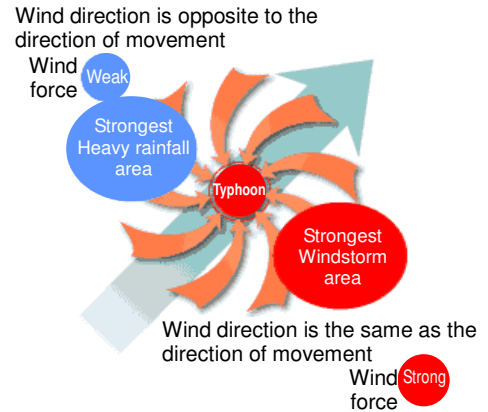 Wind direction is opposite to the
direction of movement
Wind
force
Weak
Strongest
Heavy rainfall
area
Typhoon
Strongest
Windstorm
area
Wind direction is the same as the
direction of movement
Wind
force
Strong